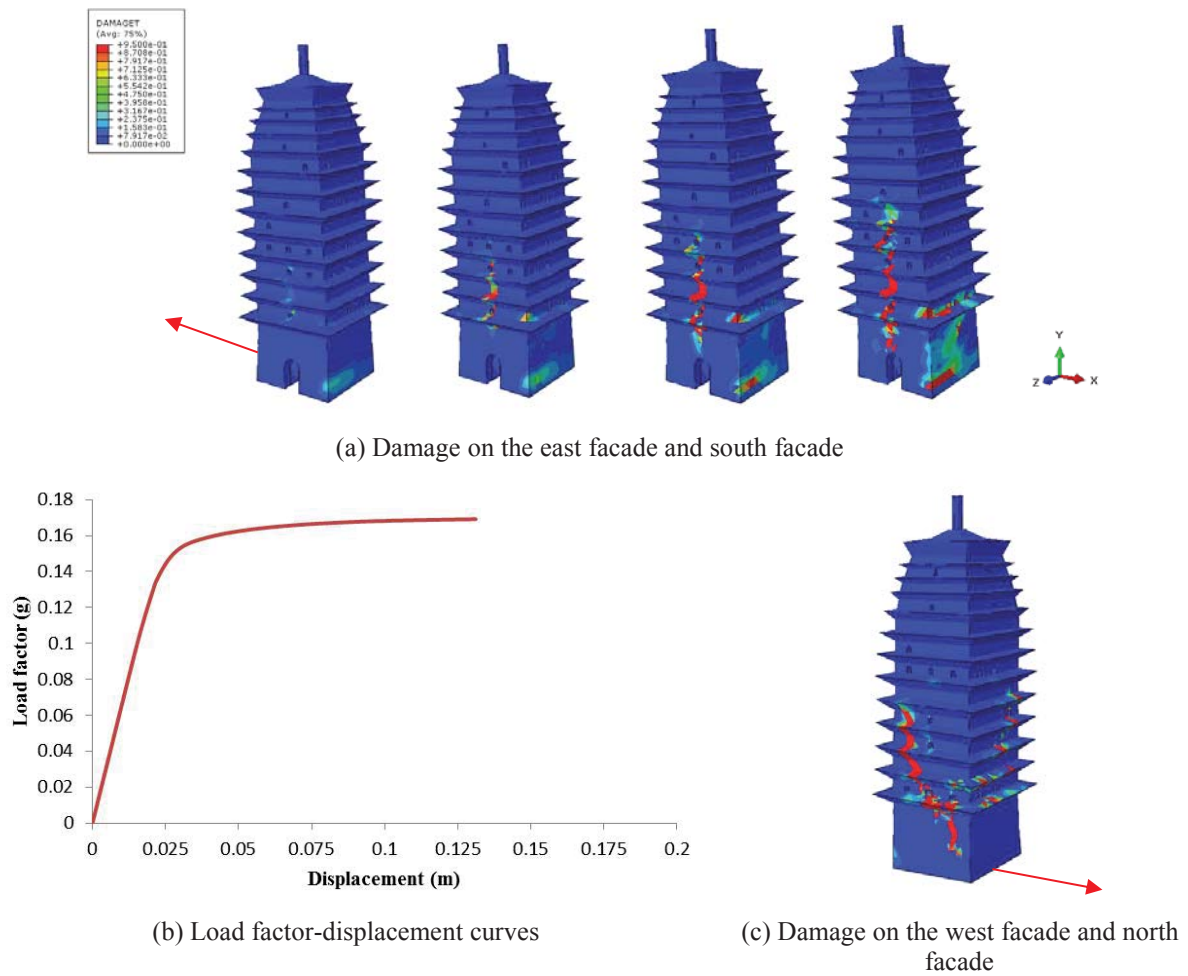 DAMAGET
(Avg: 75%)
+9.500e-01
+8.708e-01
+7.917e-01
+7.125e-01
+6.333e-01
+5.542e-01
+4.750e-01
+3.958e-01
+3.167e-01
+2.375e-01
+1.583e-01
+7.917e-02
+0.000e+00
Y
Z
X
(a) Damage on the east facade and south facade
0.18
0.16
0.14
0.12
0.1
0.08
0.06
0.04
0.02
0
Load factor (g)
0 0.025 0.05 0.075 0.1 0.125 0.15 0.175 0.2
Displacement (m)
(b) Load factor-displacement curves
(c) Damage on the west facade and north
facade